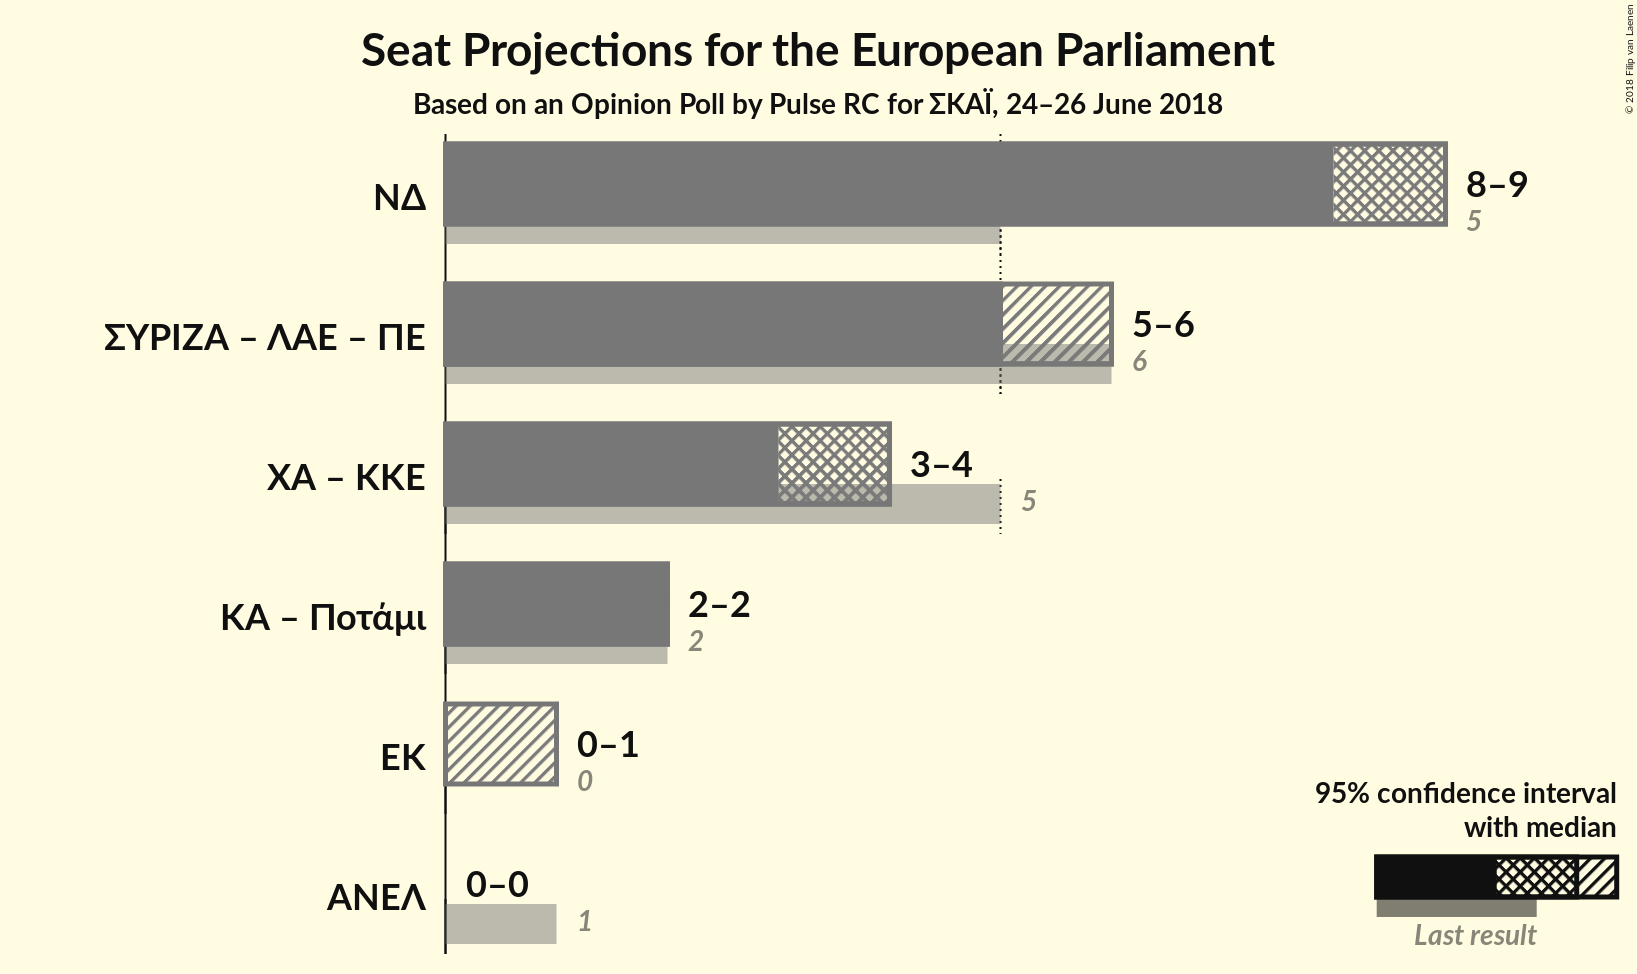 Seat Projections for the European Parliament
Based on an Opinion Poll by Pulse RC for ΣΚΑΪ, 24–26 June 2018
© 2018 Filip van Laenen
ΝΔ
8–9
5
ΣΥΡΙΖΑ – ΛΑΕ – ΠΕ
5–6
6
ΧΑ – ΚΚΕ
3–4
5
ΚΑ – Ποτάμι
2–2
2
ΕΚ
0–1
0
ΑΝΕΛ
0–0
1
95% confidence interval
with median
Last result